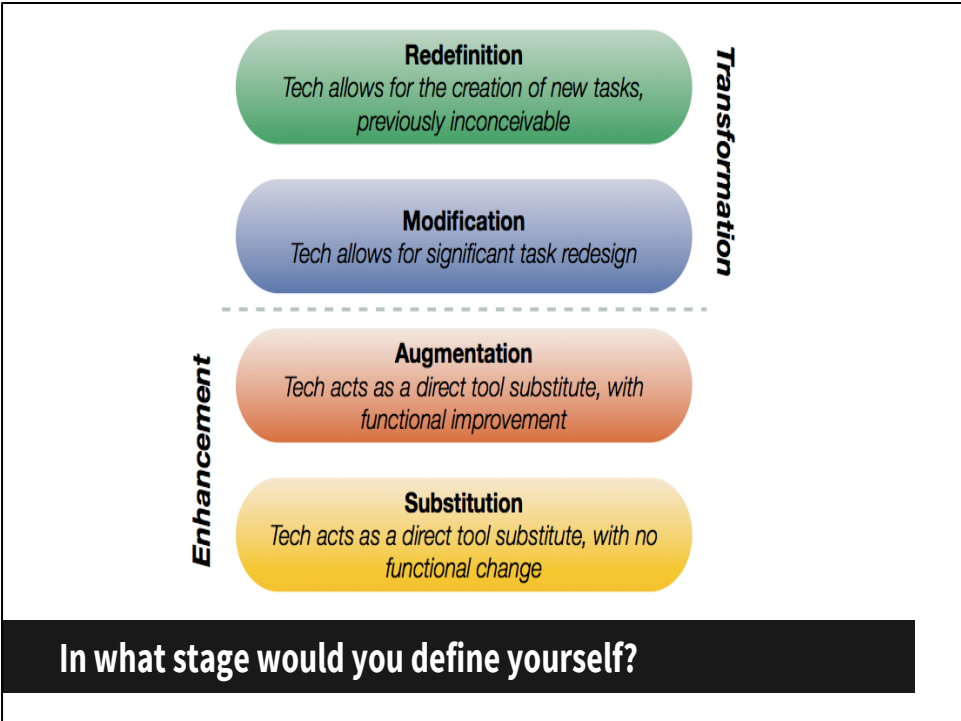 Redefinition
Tech allows for the creation of new tasks,
previously inconceivable
Transformation
Modification
Tech allows for significant task redesign
Augmentation
Tech acts as a direct tool substitute, with
functional improvement
Enhancement
Substitution
Tech acts as a direct tool substitute, with no
functional change
In what stage would you define yourself?